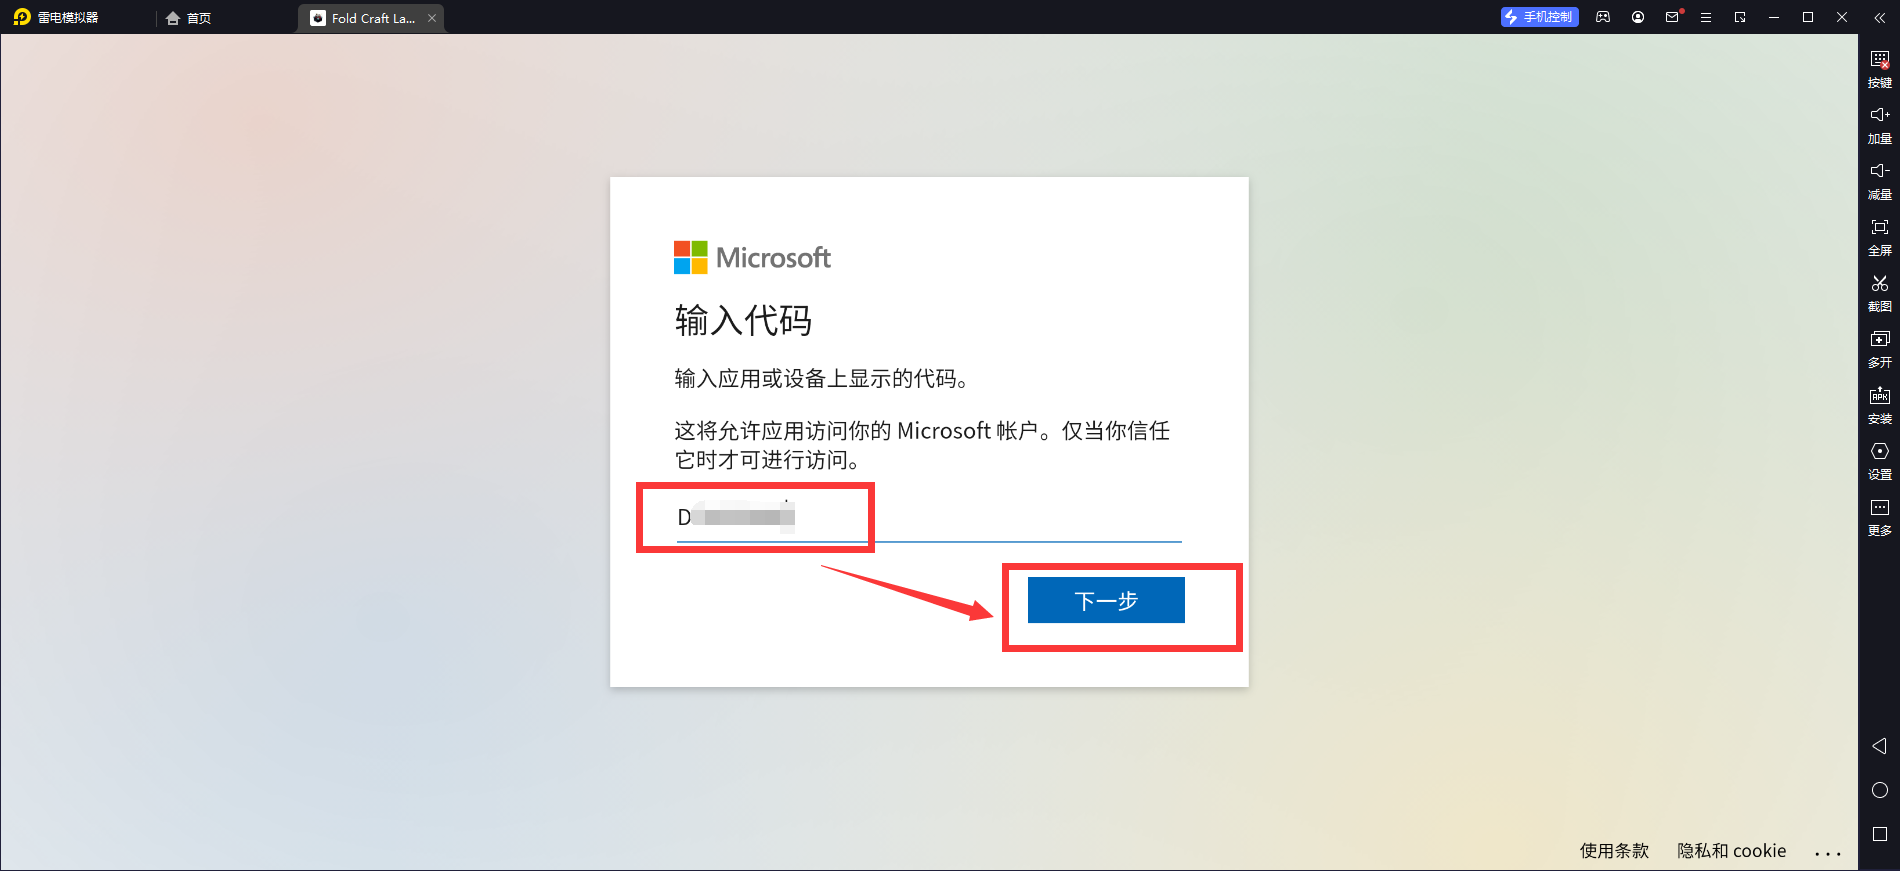 雷电模拟器
首页
Fold Craft La...
手机控制
按键
加量
减量
全屏
截图
多开
APK
安装
设置
更多
Microsoft
输入代码
输入应用或设备上显示的代码。
这将允许应用访问你的 Microsoft 帐户。仅当你信任
它时才可进行访问。
D
下一步
使用条款
隐私和 cookie
...